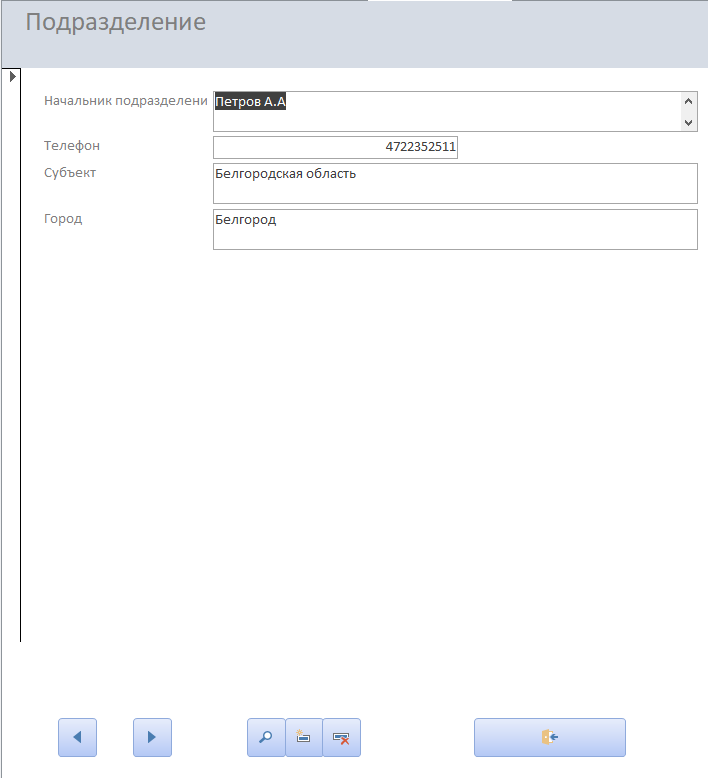 Подразделение
Начальник подразделени
Петров А.А
Телефон
4722352511
Субъект
Белгородская область
Город
Белгород